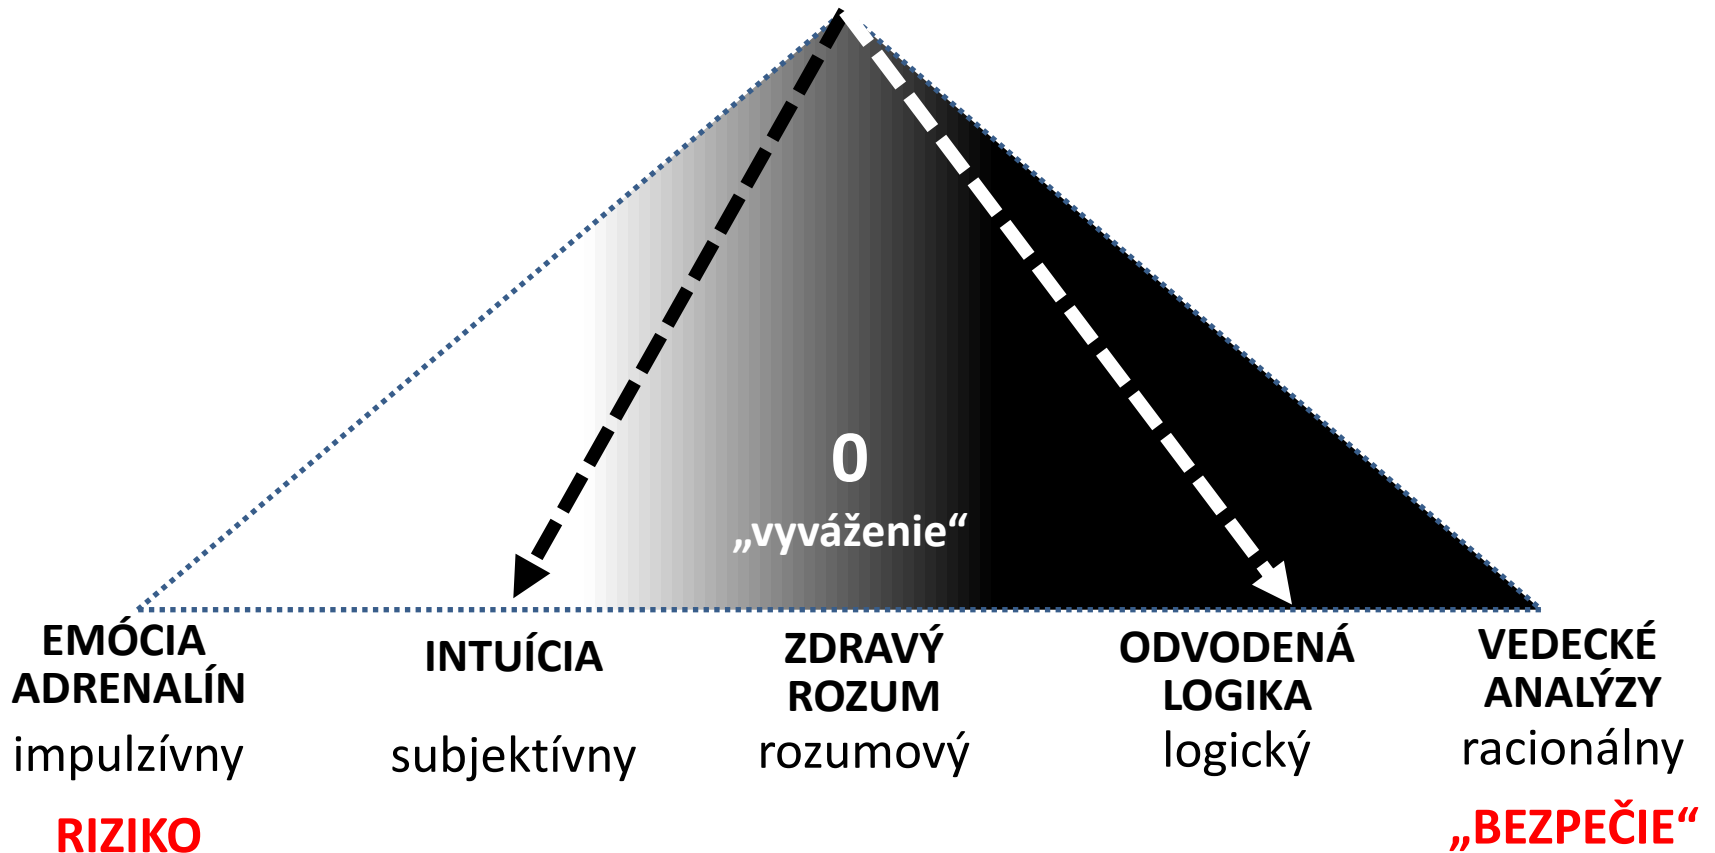 0
„vyváženie“
EMÓCIA
ADRENALÍN
impulzívny
RIZIKO
INTUÍCIA
subjektívny
ZDRAVÝ
ROZUM
rozumový
ODVODENÁ
LOGIKA
logický
VEDECKÉ
ANALÝZY
racionálny
„BEZPEČIE“